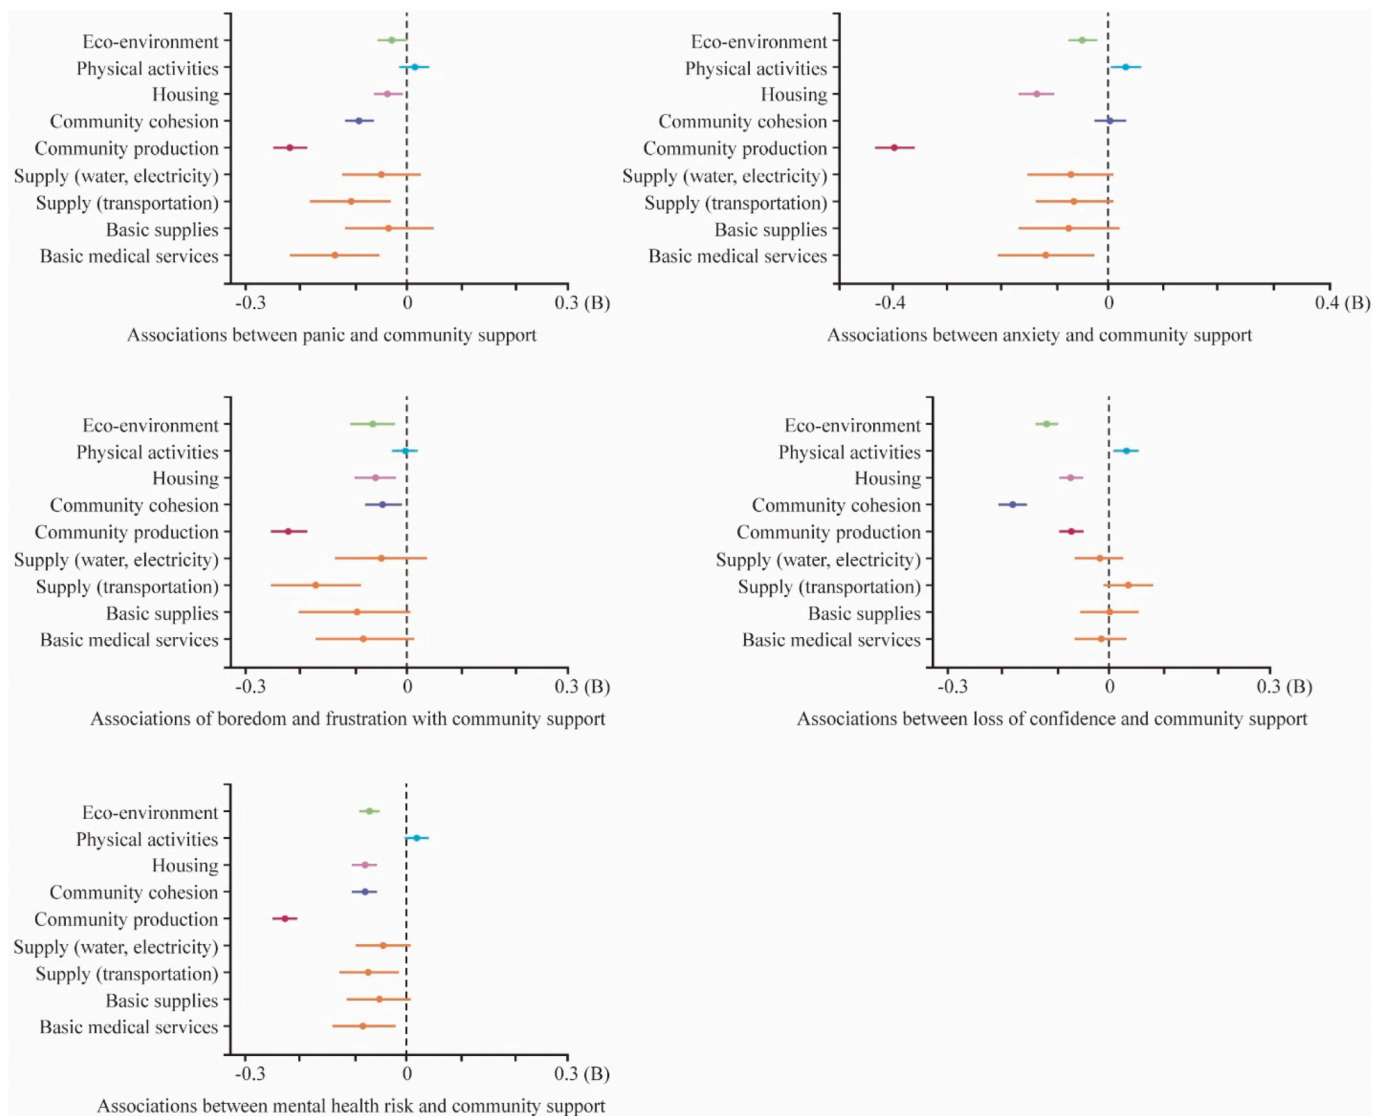 Eco-environment
Physical activities
Housing
Community cohesion
Community production
Supply (water, electricity)
Supply (transportation)
Basic supplies
Basic medical services
-0.3 0 0.3 (B)
Associations between panic and community support
Eco-environment
Physical activities
Housing
Community cohesion
Community production
Supply (water, electricity)
Supply (transportation)
Basic supplies
Basic medical services
-0.4 0 0.4 (B)
Associations between anxiety and community support
Eco-environment
Physical activities
Housing
Community cohesion
Community production
Supply (water, electricity)
Supply (transportation)
Basic supplies
Basic medical services
-0.3 0 0.3 (B)
Associations of boredom and frustration with community support
Eco-environment
Physical activities
Housing
Community cohesion
Community production
Supply (water, electricity)
Supply (transportation)
Basic supplies
Basic medical services
-0.3 0 0.3 (B)
Associations between loss of confidence and community support
Eco-environment
Physical activities
Housing
Community cohesion
Community production
Supply (water, electricity)
Supply (transportation)
Basic supplies
Basic medical services
-0.3 0 0.3 (B)
Associations between mental health risk and community support